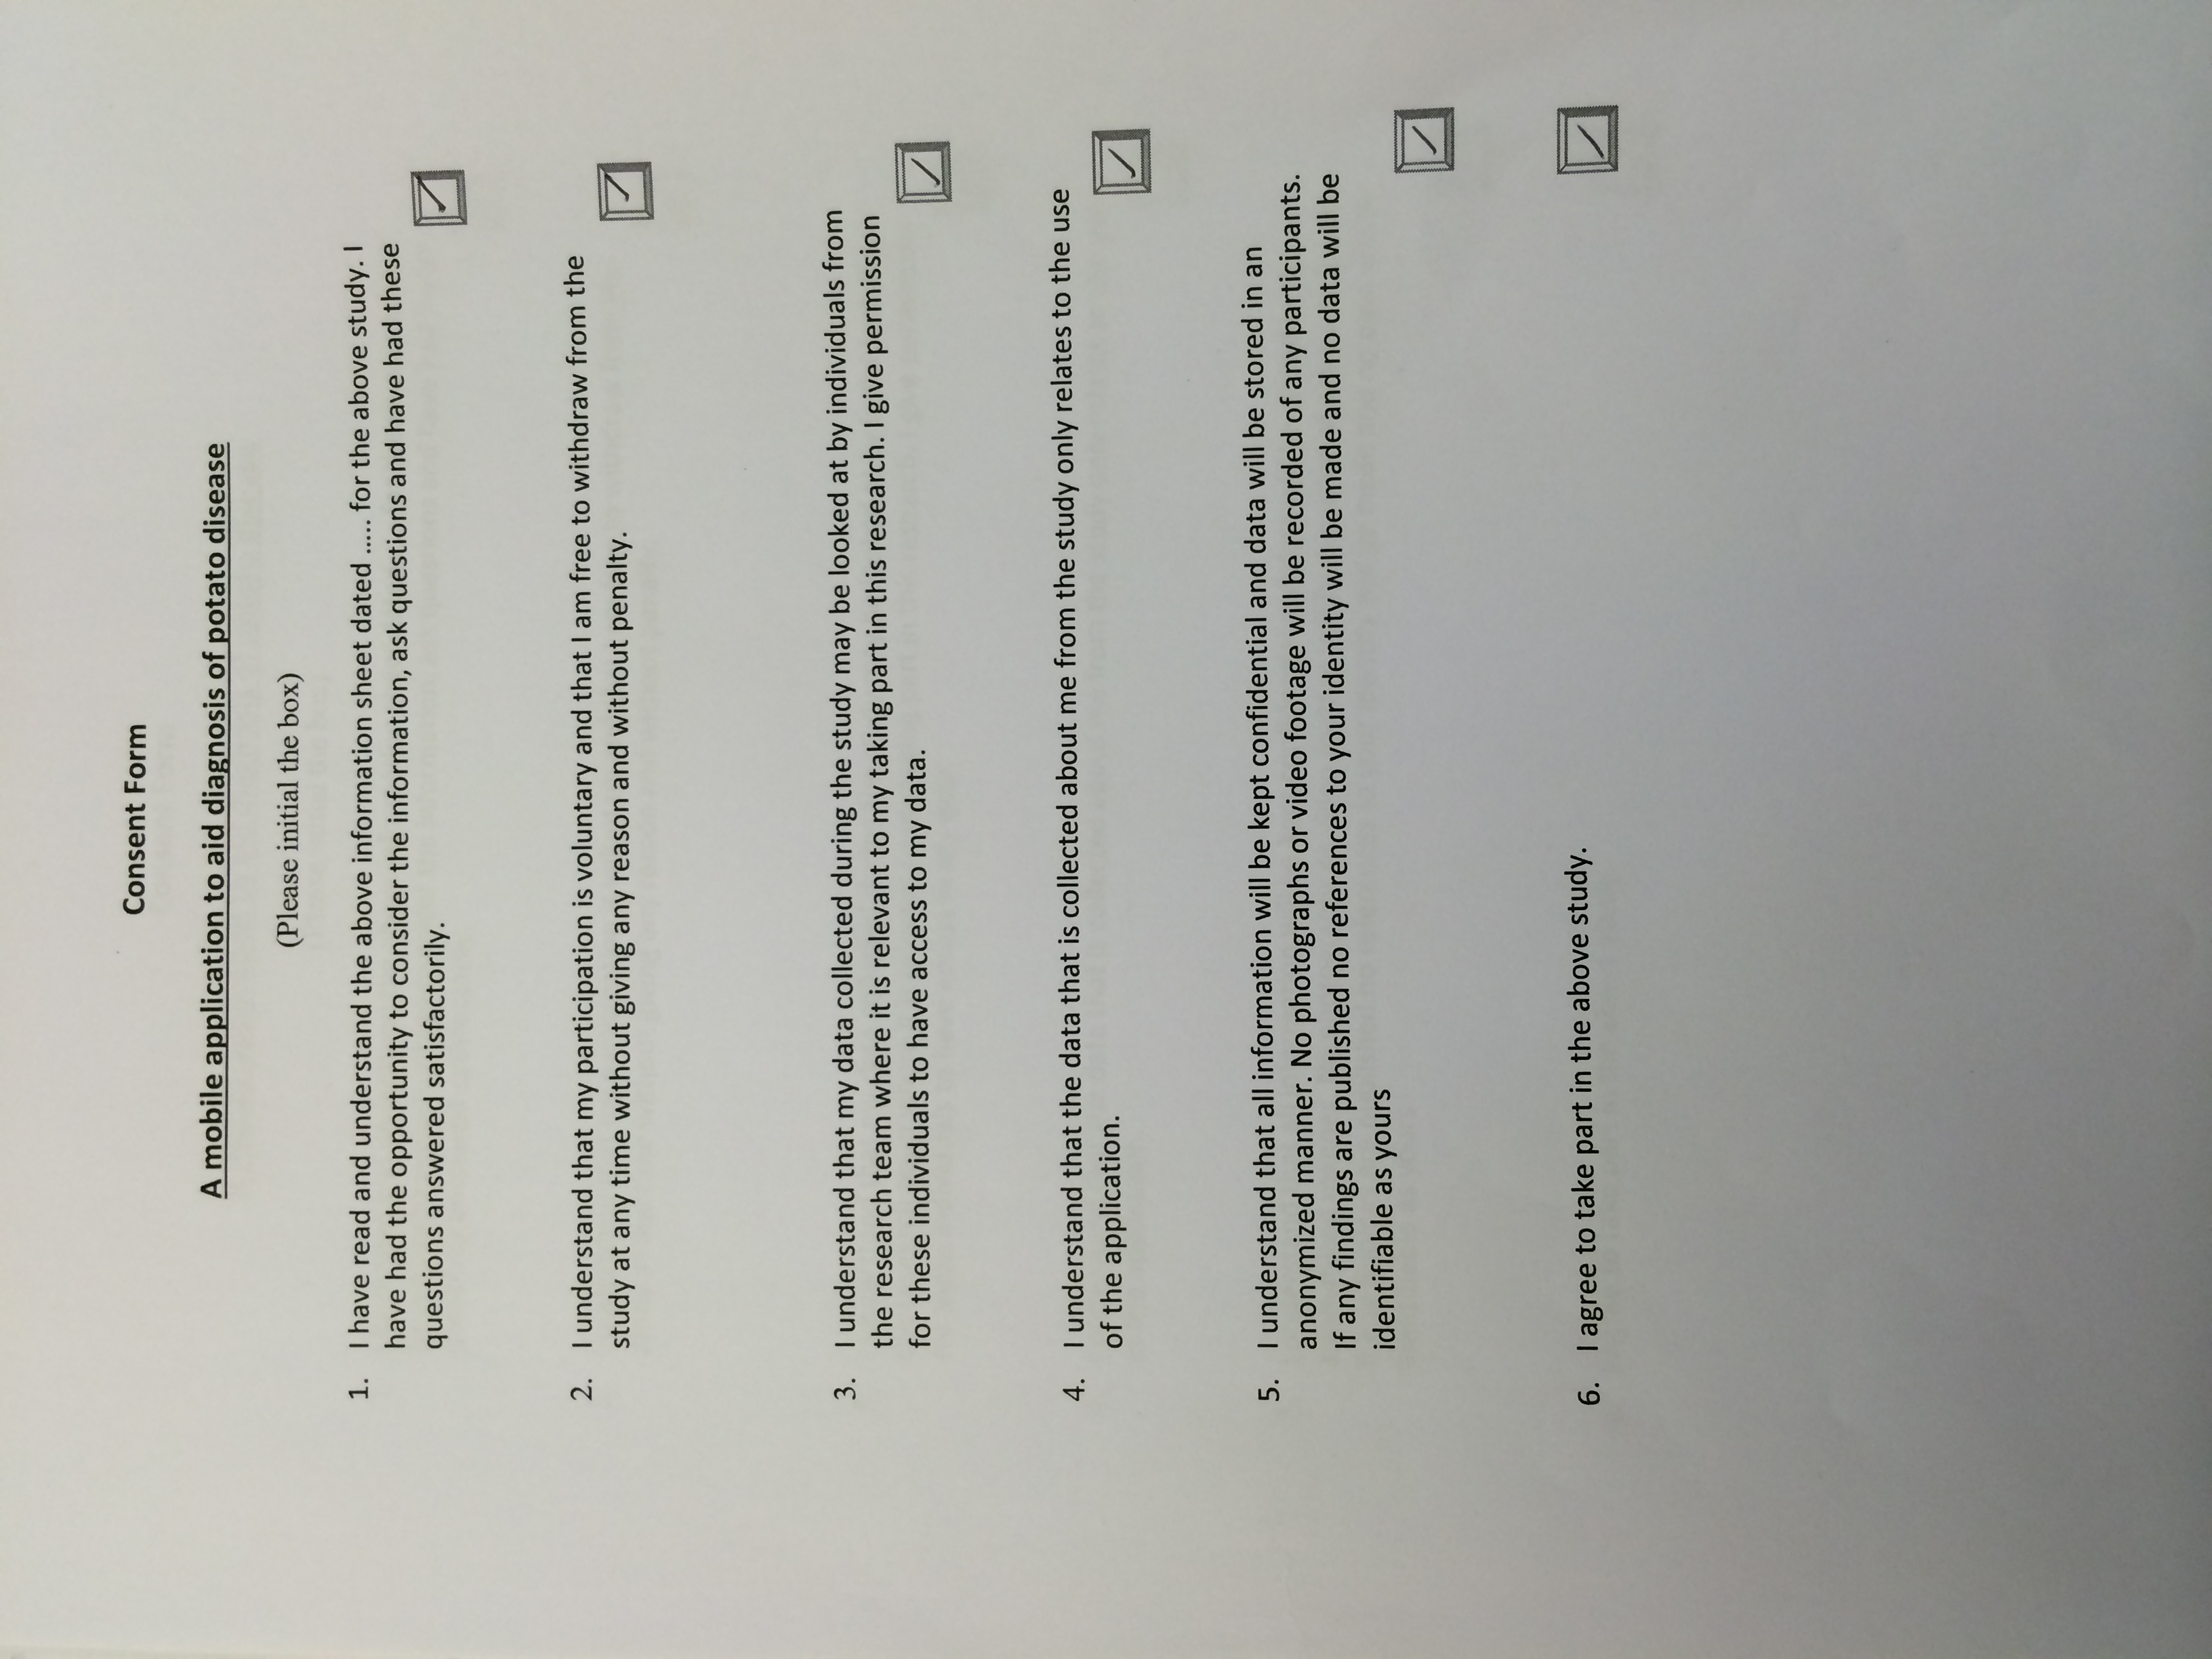 Consent Form
A mobile application to aid diagnosis of potato disease
(Please initial the box)
1. I have read and understand the above information sheet dated ..... for the above study. I
have had the opportunity to consider the information, ask questions and have had these
questions answered satisfactorily.
2. I understand that my participation is voluntary and that I am free to withdraw from the
study at any time without giving any reason and without penalty.
3. I understand that my data collected during the study may be looked at by individuals from
the research team where it is relevant to my taking part in this research. I give permission
for these individuals to have access to my data.
4. I understand that the data that is collected about me from the study only relates to the use
of the application.
5. I understand that all information will be kept confidential and data will be stored in an
anonymized manner. No photographs or video footage will be recorded of any participants.
If any findings are published no references to your identity will be made and no data will be
identifiable as yours
6. I agree to take part in the above study.